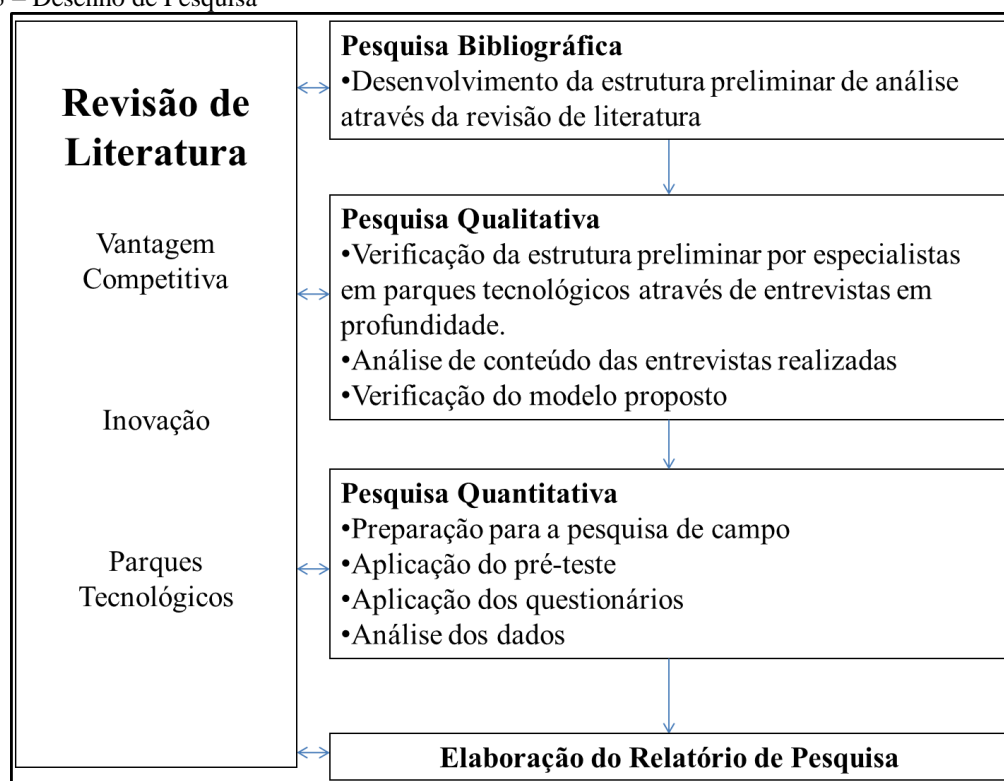 – Desenho de Pesquisa
Revisão de
Literatura
Vantagem
Competitiva
Inovação
Parques
Tecnológicos
Pesquisa Bibliográfica
•Desenvolvimento da estrutura preliminar de análise
através da revisão de literatura
Pesquisa Qualitativa
•Verificação da estrutura preliminar por especialistas
em parques tecnológicos através de entrevistas em
profundidade.
•Análise de conteúdo das entrevistas realizadas
•Verificação do modelo proposto
Pesquisa Quantitativa
•Preparação para a pesquisa de campo
•Aplicação do pré-teste
•Aplicação dos questionários
•Análise dos dados
Elaboração do Relatório de Pesquisa